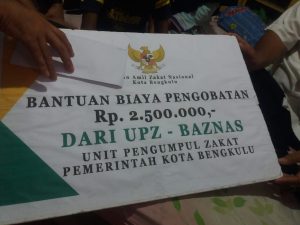 Amil Zakat Nasional
Kota Bengkulu
BANTUAN BIAYA PENGOBATAN
Rp. 2.500.000,-
DARI UPZ - BAZNAS
UNIT PENGUMPUL ZAKAT
PEMERINTAH KOTA BENGKULU